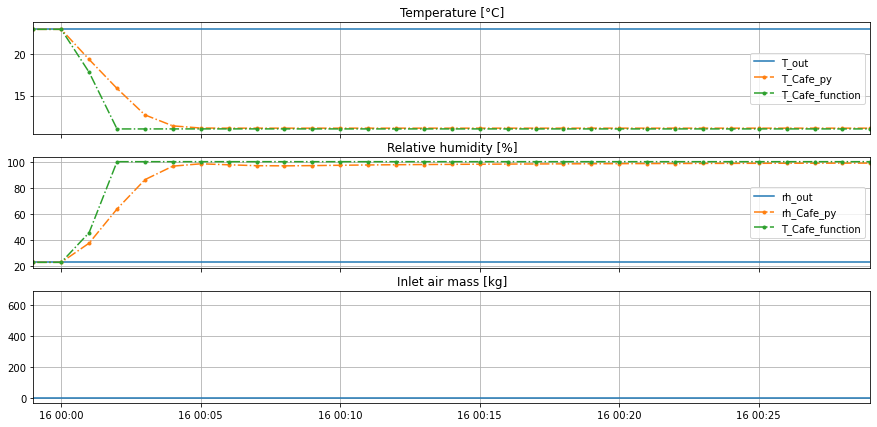 Temperature [°C]
20
15
T_out
T_Cafe_py
T_Cafe_function
Relative humidity [%]
100
80
60
40
20
rh_out
rh_Cafe_py
T_Cafe_function
Inlet air mass [kg]
600
400
200
0
16 00:00 16 00:05 16 00:10 16 00:15 16 00:20 16 00:25